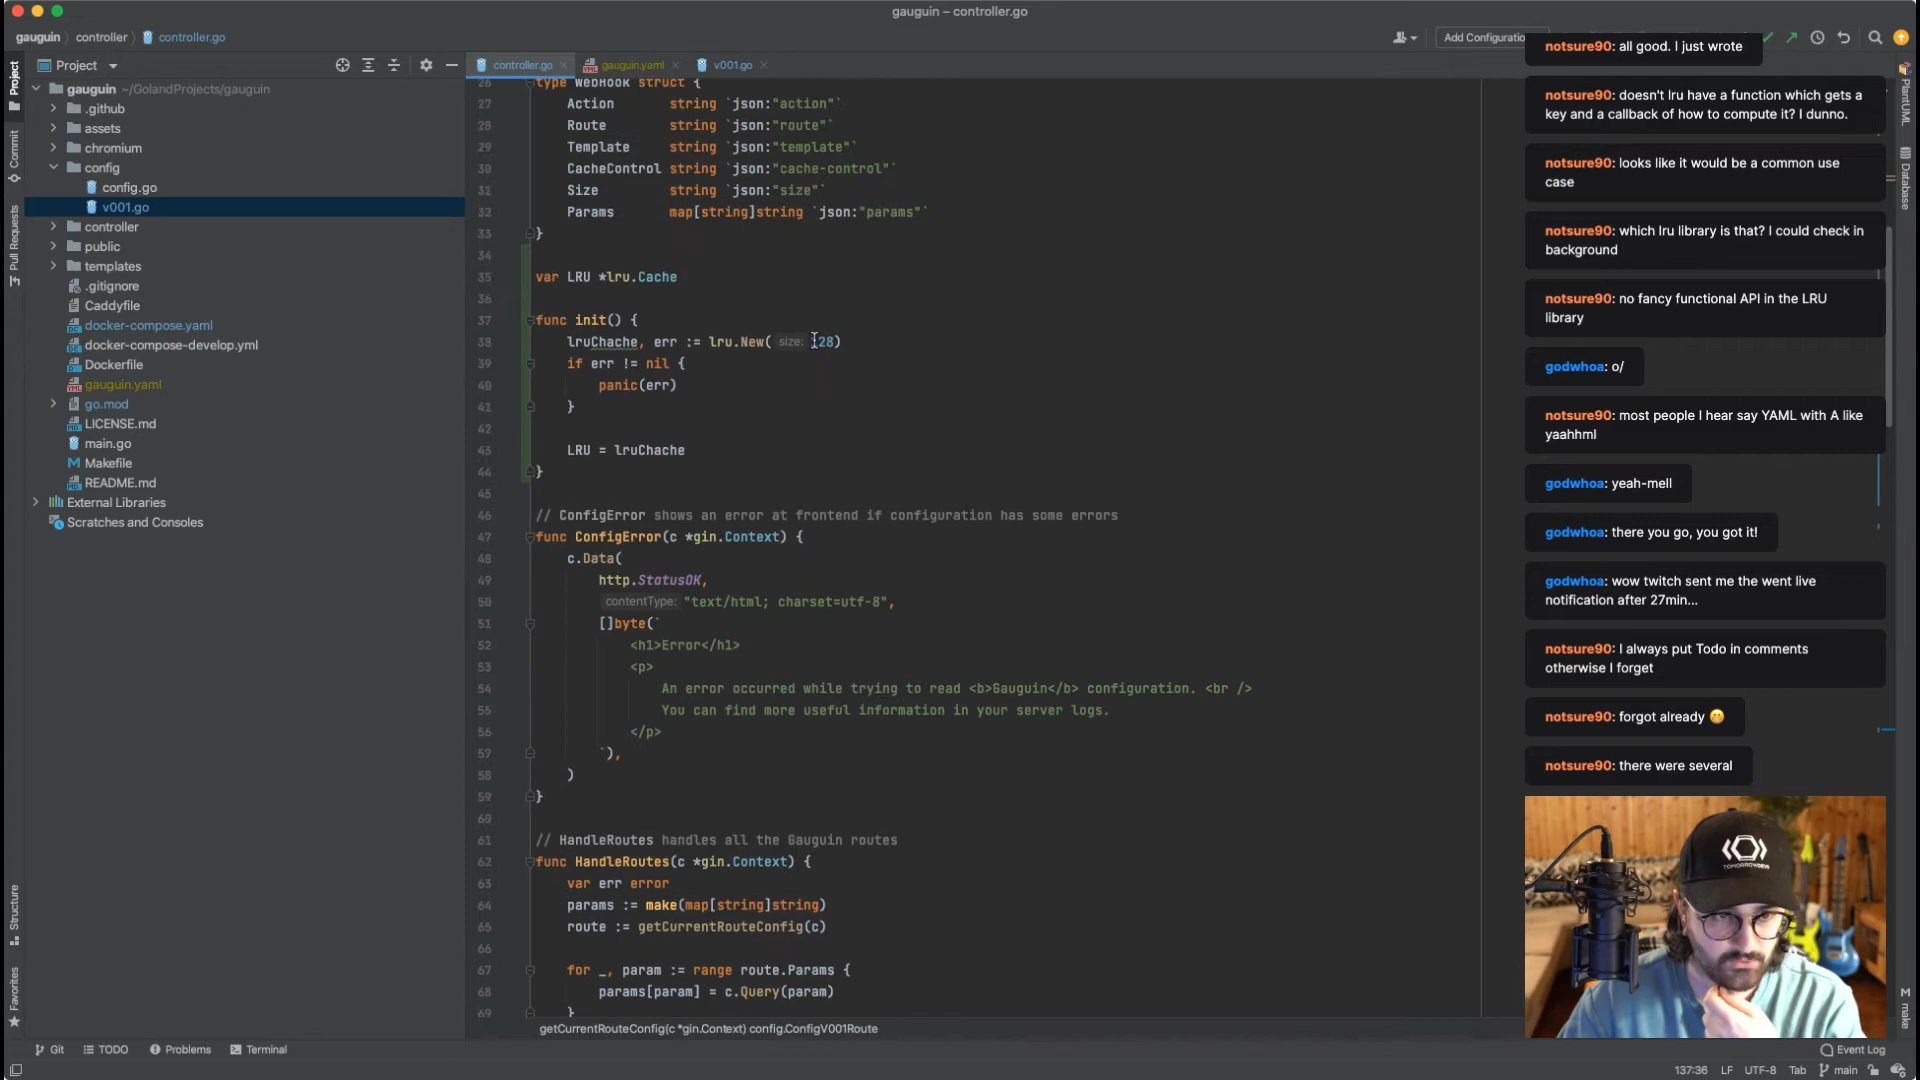 gauguin – controller.go
gauguin
controller
controller.go
Add Configuratio
Project
controller.go
gauguin.yaml
v001.go
Project
Commit
Pull Requests
Structure
Favorites
gauguin ~/GolandProjects/gauguin
.github
assets
chromium
config
config.go
v001.go
controller
public
templates
.gitignore
Caddyfile
docker-compose.yaml
docker-compose-develop.yml
Dockerfile
gauguin.yaml
go.mod
LICENSE.md
main.go
Makefile
README.md
External Libraries
Scratches and Consoles
26 type WebHook struct {
27 Action string `json:"action"`
28 Route string `json:"route"`
29 Template string `json:"template"`
30 CacheControl string `json:"cache-control"`
31 Size string `json:"size"`
32 Params map[string]string `json:"params"`
33 }
34
35 var LRU *lru.Cache
36
37 func init() {
38 lruChache, err := lru.New( size: 128)
39 if err != nil {
40 panic(err)
41 }
42
43 LRU = lruChache
44 }
45
46 // ConfigError shows an error at frontend if configuration has some errors
47 func ConfigError(c *gin.Context) {
48 c.Data(
49 http.StatusOK,
50 contentType: "text/html; charset=utf-8",
51 []byte(`
52 <h1>Error</h1>
53 <p>
54 An error occurred while trying to read <b>Gauguin</b> configuration. <br />
55 You can find more useful information in your server logs.
56 </p>
57 `),
58 )
59 }
60
61 // HandleRoutes handles all the Gauguin routes
62 func HandleRoutes(c *gin.Context) {
63 var err error
64 params := make(map[string]string)
65 route := getCurrentRouteConfig(c)
66
67 for _, param := range route.Params {
68 params[param] = c.Query(param)
69 }
getCurrentRouteConfig(c *gin.Context) config.ConfigV001Route
notsure90: all good. I just wrote
notsure90: doesn't lru have a function which gets a
key and a callback of how to compute it? I dunno.
notsure90: looks like it would be a common use
case
notsure90: which lru library is that? I could check in
background
notsure90: no fancy functional API in the LRU
library
godwhoa: o/
notsure90: most people I hear say YAML with A like
yaahhml
godwhoa: yeah-mell
godwhoa: there you go, you got it!
godwhoa: wow twitch sent me the went live
notification after 27min...
notsure90: I always put Todo in comments
otherwise I forget
notsure90: forgot already 😬
notsure90: there were several
TOMORROWDEVS
PlantUML
Database
make
Git
TODO
Problems
Terminal
Event Log
137:36 LF UTF-8 Tab main